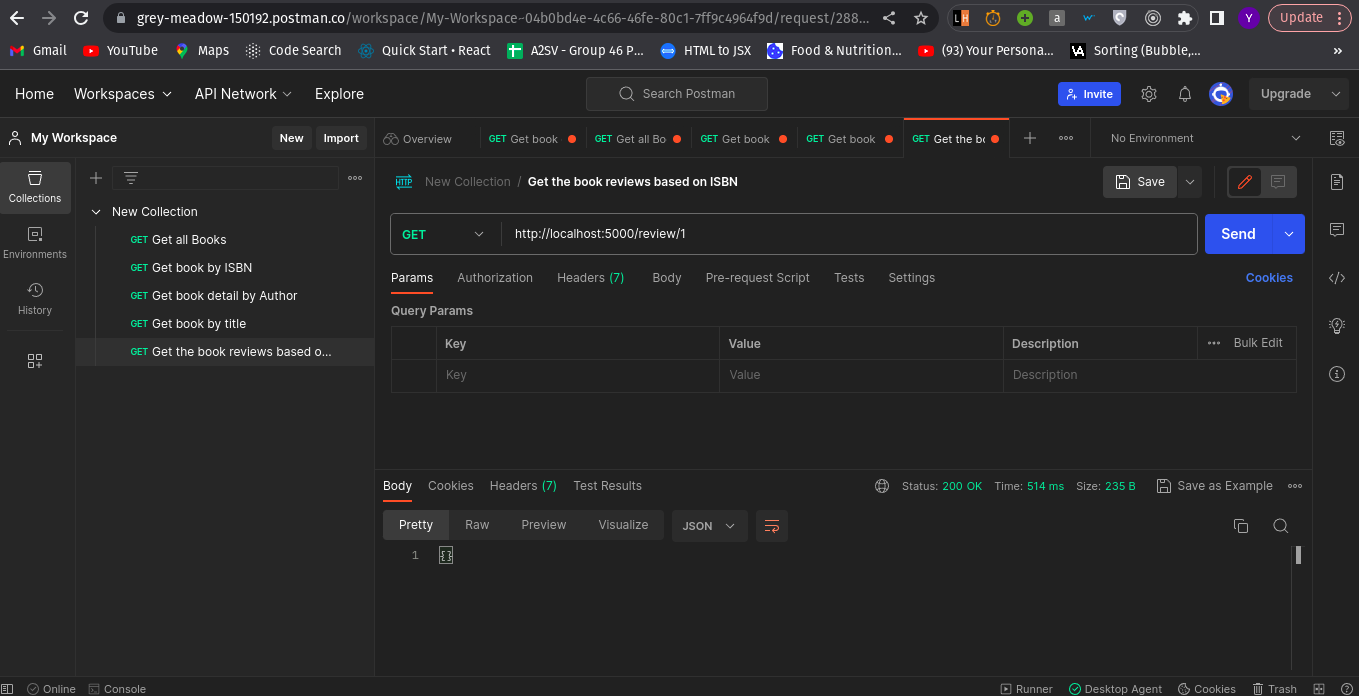 grey-meadow-150192.postman.co/workspace/My-Workspace-04b0bd4e-4c66-46fe-80c1-7ff9c4964f9d/request/288...
Y
Update
Gmail YouTube Maps Code Search Quick Start • React A2SV - Group 46 P... HTML to JSX Food & Nutrition... (93) Your Persona... Sorting (Bubble,... »
Home Workspaces API Network Explore
Search Postman
Invite
Upgrade
My Workspace
New Import
Overview
GET Get book
GET Get all Bo
GET Get book
GET Get book
GET Get the bo
No Environment
Collections
Environments
History
New Collection
GET Get all Books
GET Get book by ISBN
GET Get book detail by Author
GET Get book by title
GET Get the book reviews based o...
HTTP New Collection / Get the book reviews based on ISBN
Save
GET http://localhost:5000/review/1
Send
Params Authorization Headers (7) Body Pre-request Script Tests Settings Cookies
Query Params
Key Value Description Bulk Edit
Key Value Description
Body Cookies Headers (7) Test Results Status: 200 OK Time: 514 ms Size: 235 B Save as Example
Pretty Raw Preview Visualize JSON
1 {}
Online Console Runner Desktop Agent Cookies Trash